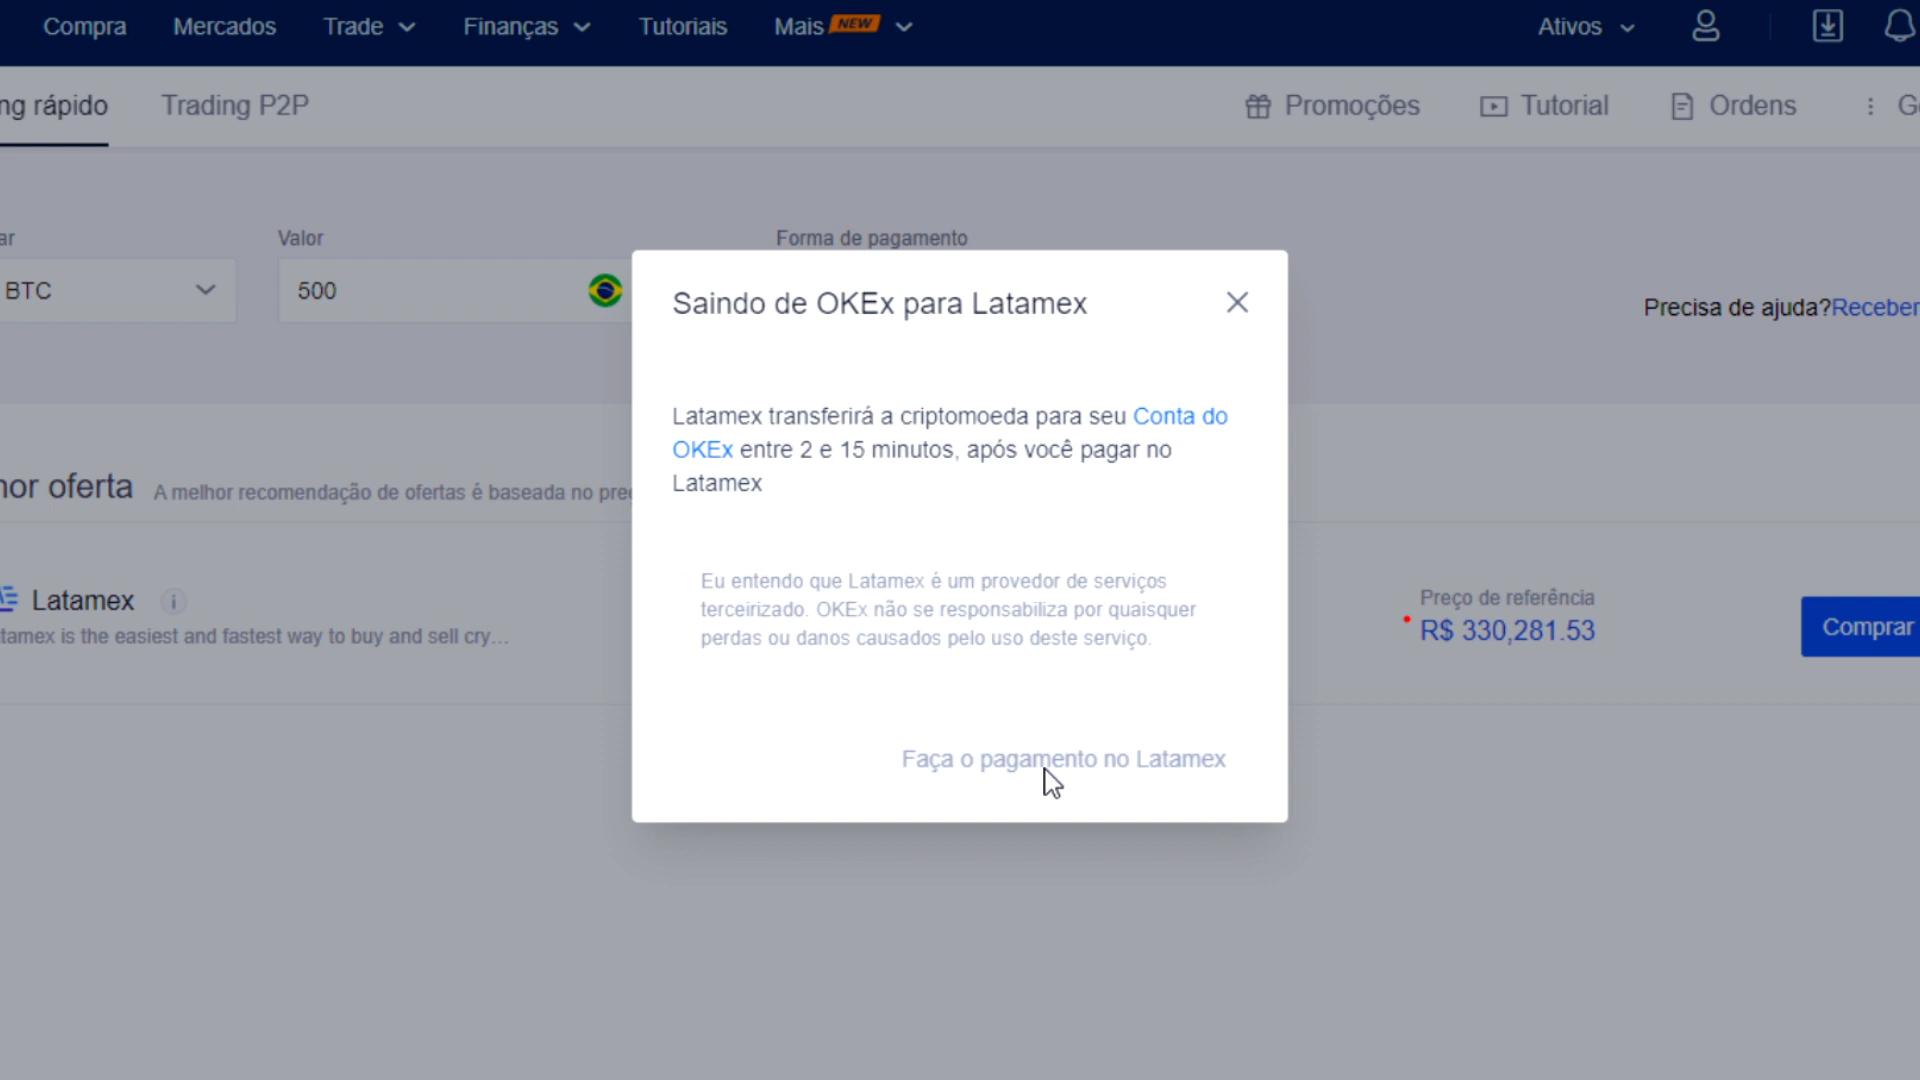 Compra Mercados Trade Finanças Tutoriais Mais NEW Ativos
ng rápido Trading P2P Promoções Tutorial Ordens
ar Valor Forma de pagamento
BTC 500
Precisa de ajuda?Receber
Saindo de OKEx para Latamex
Latamex transferirá a criptomoeda para seu Conta do
OKEx entre 2 e 15 minutos, após você pagar no
Latamex
Eu entendo que Latamex é um provedor de serviços
terceirizado. OKEx não se responsabiliza por quaisquer
perdas ou danos causados pelo uso deste serviço.
Faça o pagamento no Latamex
hor oferta A melhor recomendação de ofertas é baseada no pre
Latamex
tamex is the easiest and fastest way to buy and sell cry...
Preço de referência
R$ 330,281.53
Comprar